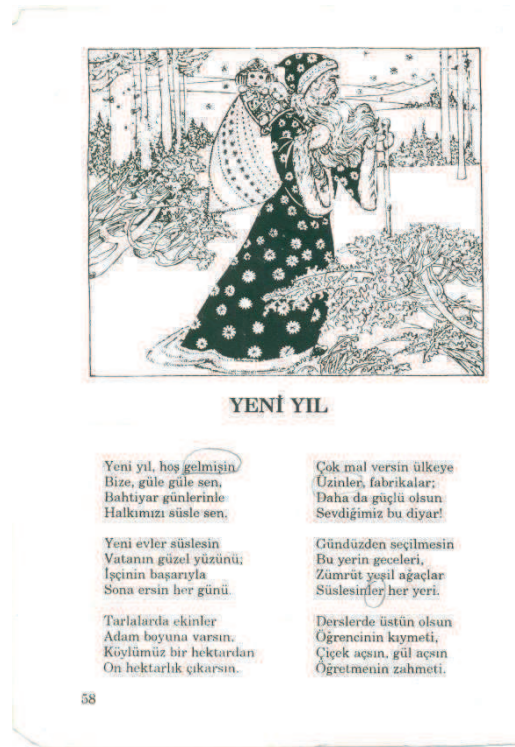 YENİ YIL
Yeni yıl, hoş gelmişin
Bize, güle güle sen,
Bahtiyar günlerinle
Halkımızı süsle sen.
Yeni evler süslesin
Vatanın güzel yüzünü;
İşçinin başarıyla
Sona ersin her günü.
Tarlalarda ekinler
Adam boyuna varsın.
Köylümüz bir hektardan
On hektarlık çıkarsın.
Çok mal versin ülkeye
Üzinler, fabrikalar;
Daha da güçlü olsun
Sevdiğimiz bu diyar!
Gündüzden seçilmesin
Bu yerin geceleri,
Zümrüt yeşil ağaçlar
Süslesinler her yeri.
Derslerde üstün olsun
Öğrencinin kıymeti,
Çiçek açsın, gül açsın
Öğretmenin zahmeti.
58